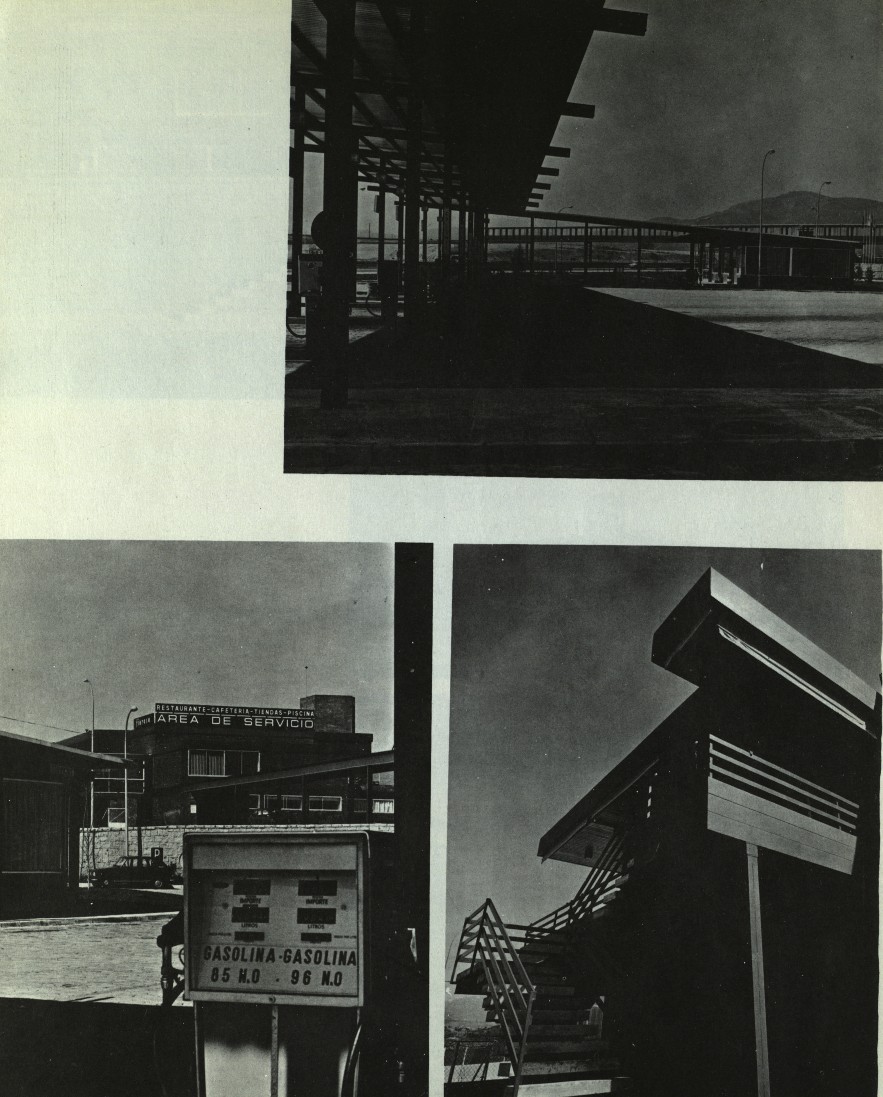 RESTAURANTE-CAFETERIA-TIENDAS-PISCINA
AREA DE SERVICIO
P
IMPORTE
IMPORTE
LITROS
LITROS
GASOLINA-GASOLINA
85 N.O - 96 N.O